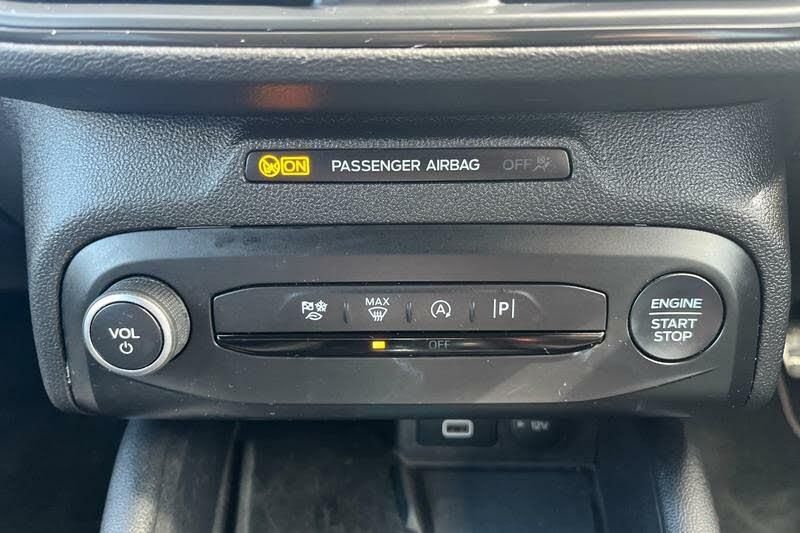 ON PASSENGER AIRBAG OFF
VOL
MAX
A
P
OFF
ENGINE
START
STOP
12V